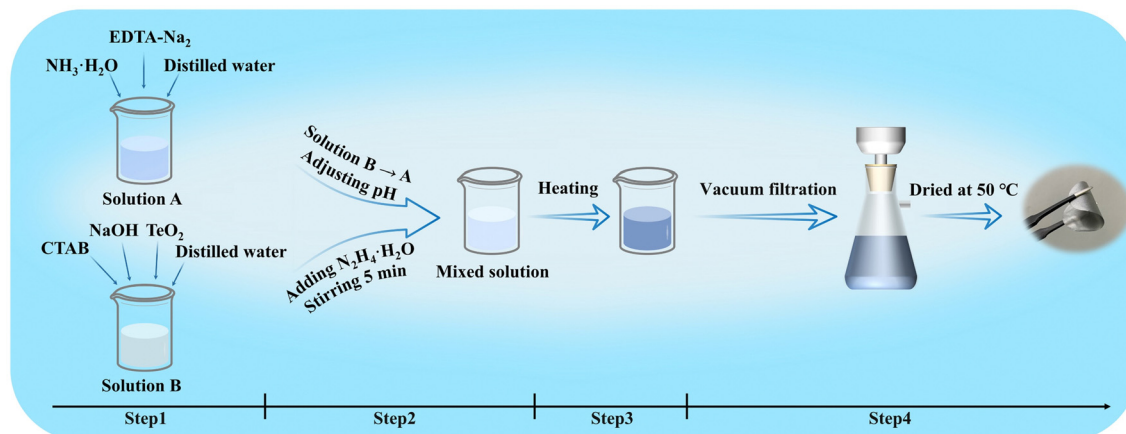 EDTA-Na₂
NH₃·H₂O
Distilled water
Solution A
NaOH TeO₂
CTAB
Distilled water
Solution B
Solution B → A
Adjusting pH
Adding N₂H₄·H₂O
Stirring 5 min
Mixed solution
Heating
Vacuum filtration
Dried at 50 °C
Step1
Step2
Step3
Step4